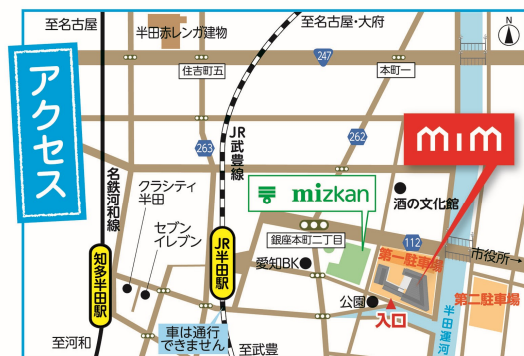 至名古屋
半田赤レンガ建物
至名古屋・大府
N
アクセス
住吉町五
247
本町一
263
262
JR武豊線
名鉄河和線
mim
クラシティ
半田
mizkan
酒の文化館
セブン
イレブン
JR半田駅
銀座本町二丁目
112
市役所→
知多半田駅
愛知BK
第一駐車場
公園
入口
第二駐車場
半田運河
車は通行
できません
至河和
至武豊